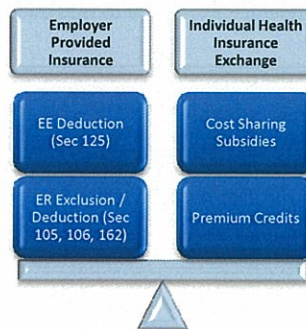 Employer
Provided
Insurance
Individual Health
Insurance
Exchange
EE Deduction
(Sec 125)
Cost Sharing
Subsidies
ER Exclusion /
Deduction (Sec
105, 106, 162)
Premium Credits